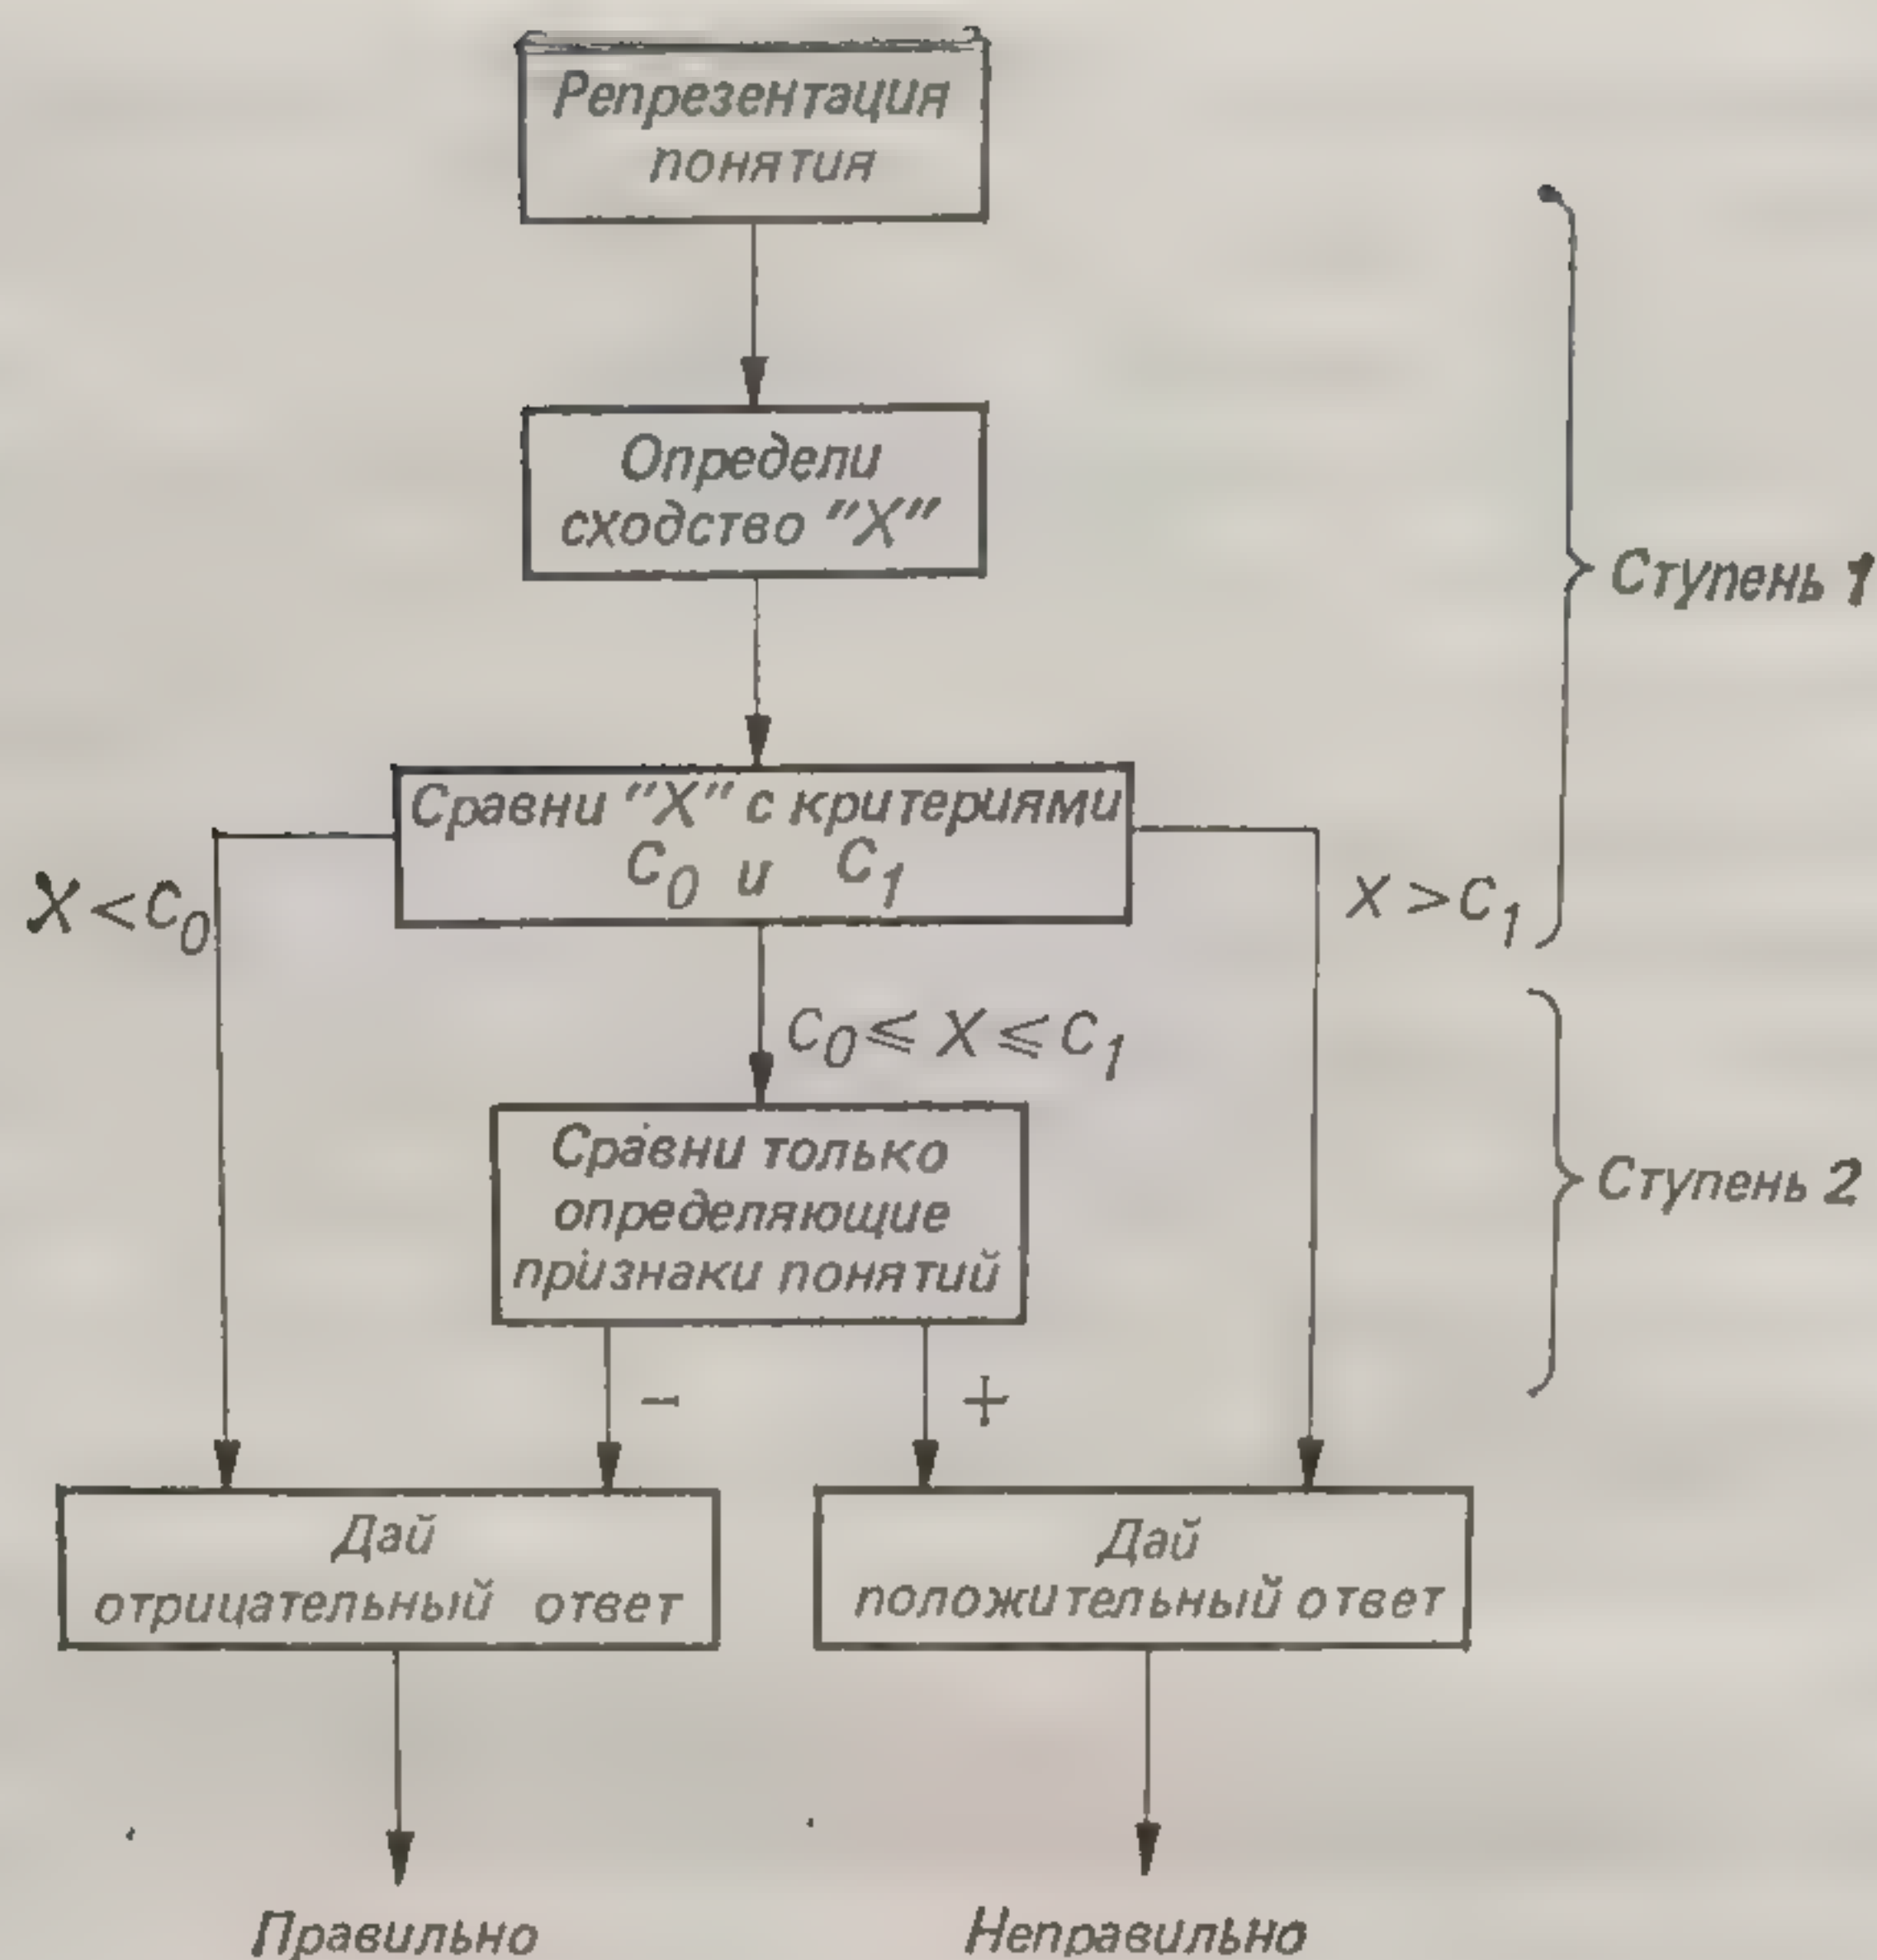 Репрезентация
понятия
Определи
сходство "X"
Ступень 1
Сравни "X" с критериями
C0 и C1
X < C0
X > C1
C0 ⩽ X ⩽ C1
Сравни только
определяющие
признаки понятий
Ступень 2
− +
Дай
отрицательный ответ
Дай
положительный ответ
Правильно
Неправильно